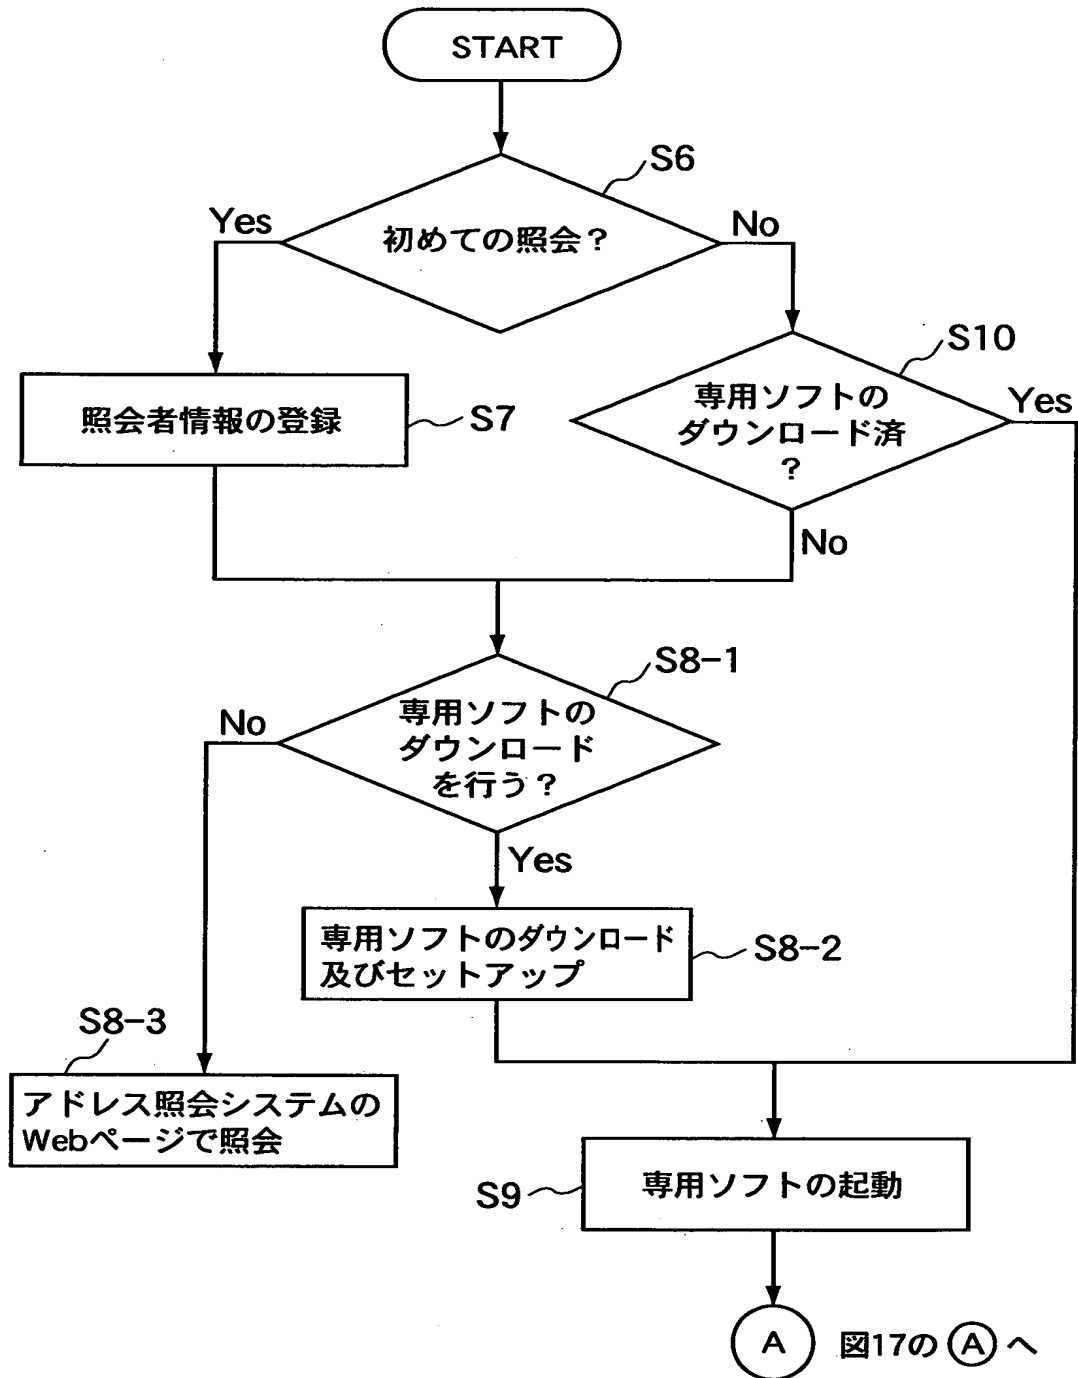 START
S6
Yes
No
初めての照会？
S10
照会者情報の登録
S7
専用ソフトの
ダウンロード済
？
Yes
No
S8-1
No
専用ソフトの
ダウンロード
を行う？
Yes
専用ソフトのダウンロード
及びセットアップ
S8-2
S8-3
アドレス照会システムの
Webページで照会
S9
専用ソフトの起動
A
図17の Ⓐ へ